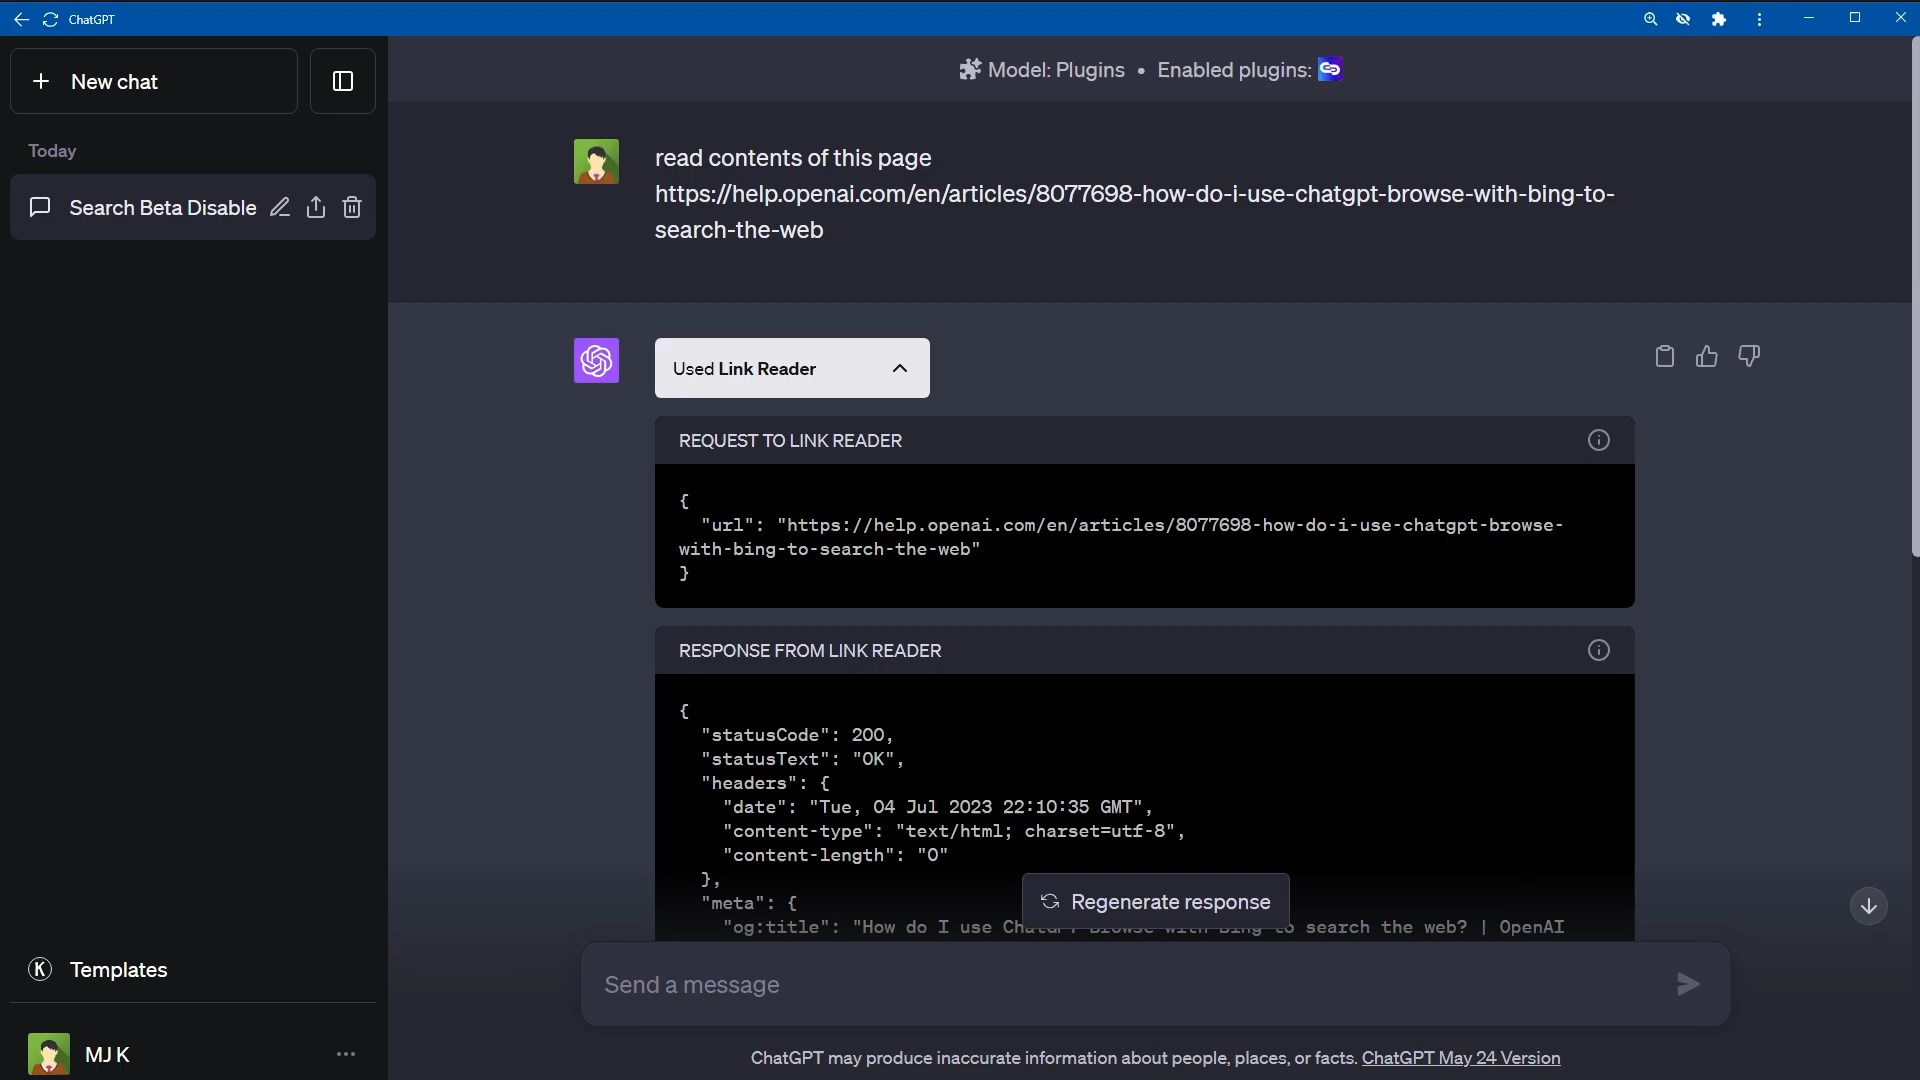 ChatGPT
New chat
Today
Search Beta Disable
Templates
MJ K
Model: Plugins • Enabled plugins:
read contents of this page
https://help.openai.com/en/articles/8077698-how-do-i-use-chatgpt-browse-with-bing-to-
search-the-web
Used Link Reader
REQUEST TO LINK READER
{
"url": "https://help.openai.com/en/articles/8077698-how-do-i-use-chatgpt-browse-
with-bing-to-search-the-web"
}
RESPONSE FROM LINK READER
{
"statusCode": 200,
"statusText": "OK",
"headers": {
"date": "Tue, 04 Jul 2023 22:10:35 GMT",
"content-type": "text/html; charset=utf-8",
"content-length": "0"
},
"meta": {
"og:title": "How do I use ChatGPT Browse with Bing to search the web? | OpenAI
Regenerate response
Send a message
ChatGPT may produce inaccurate information about people, places, or facts. ChatGPT May 24 Version